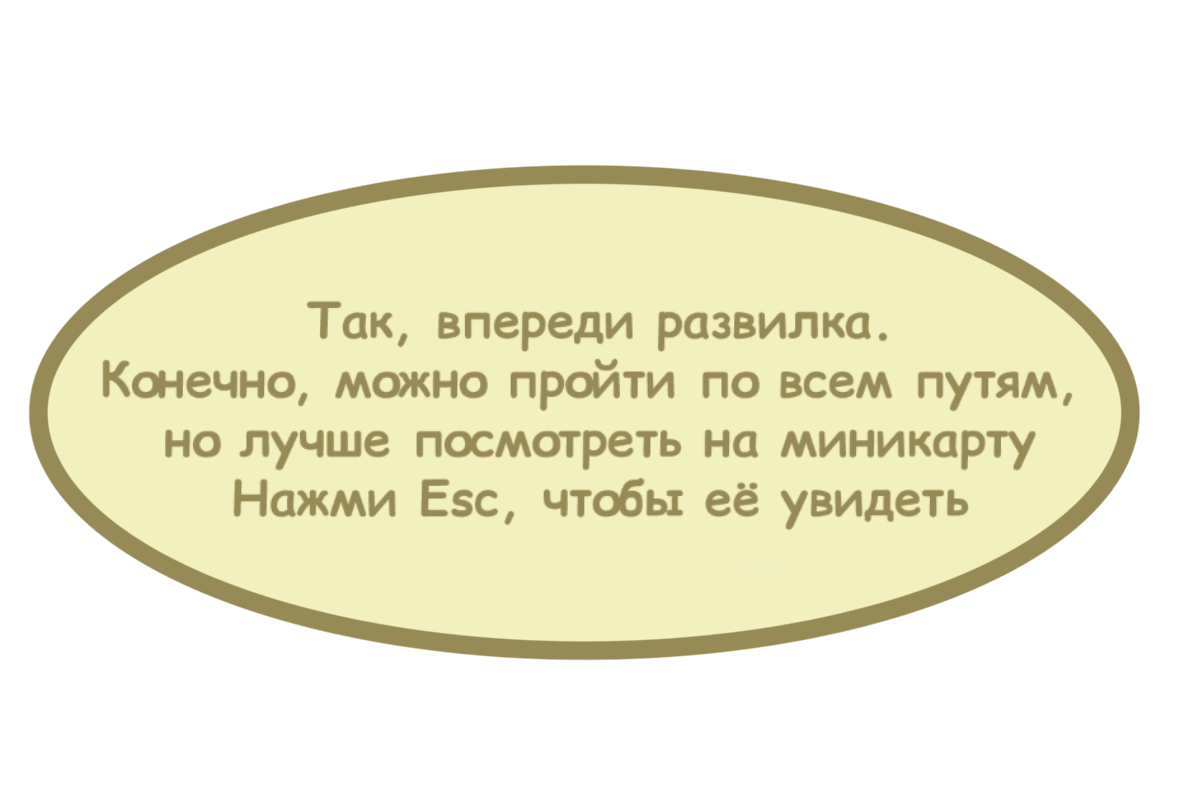 Так, впереди развилка.
Конечно, можно пройти по всем путям,
но лучше посмотреть на миникарту
Нажми Esc, чтобы её увидеть